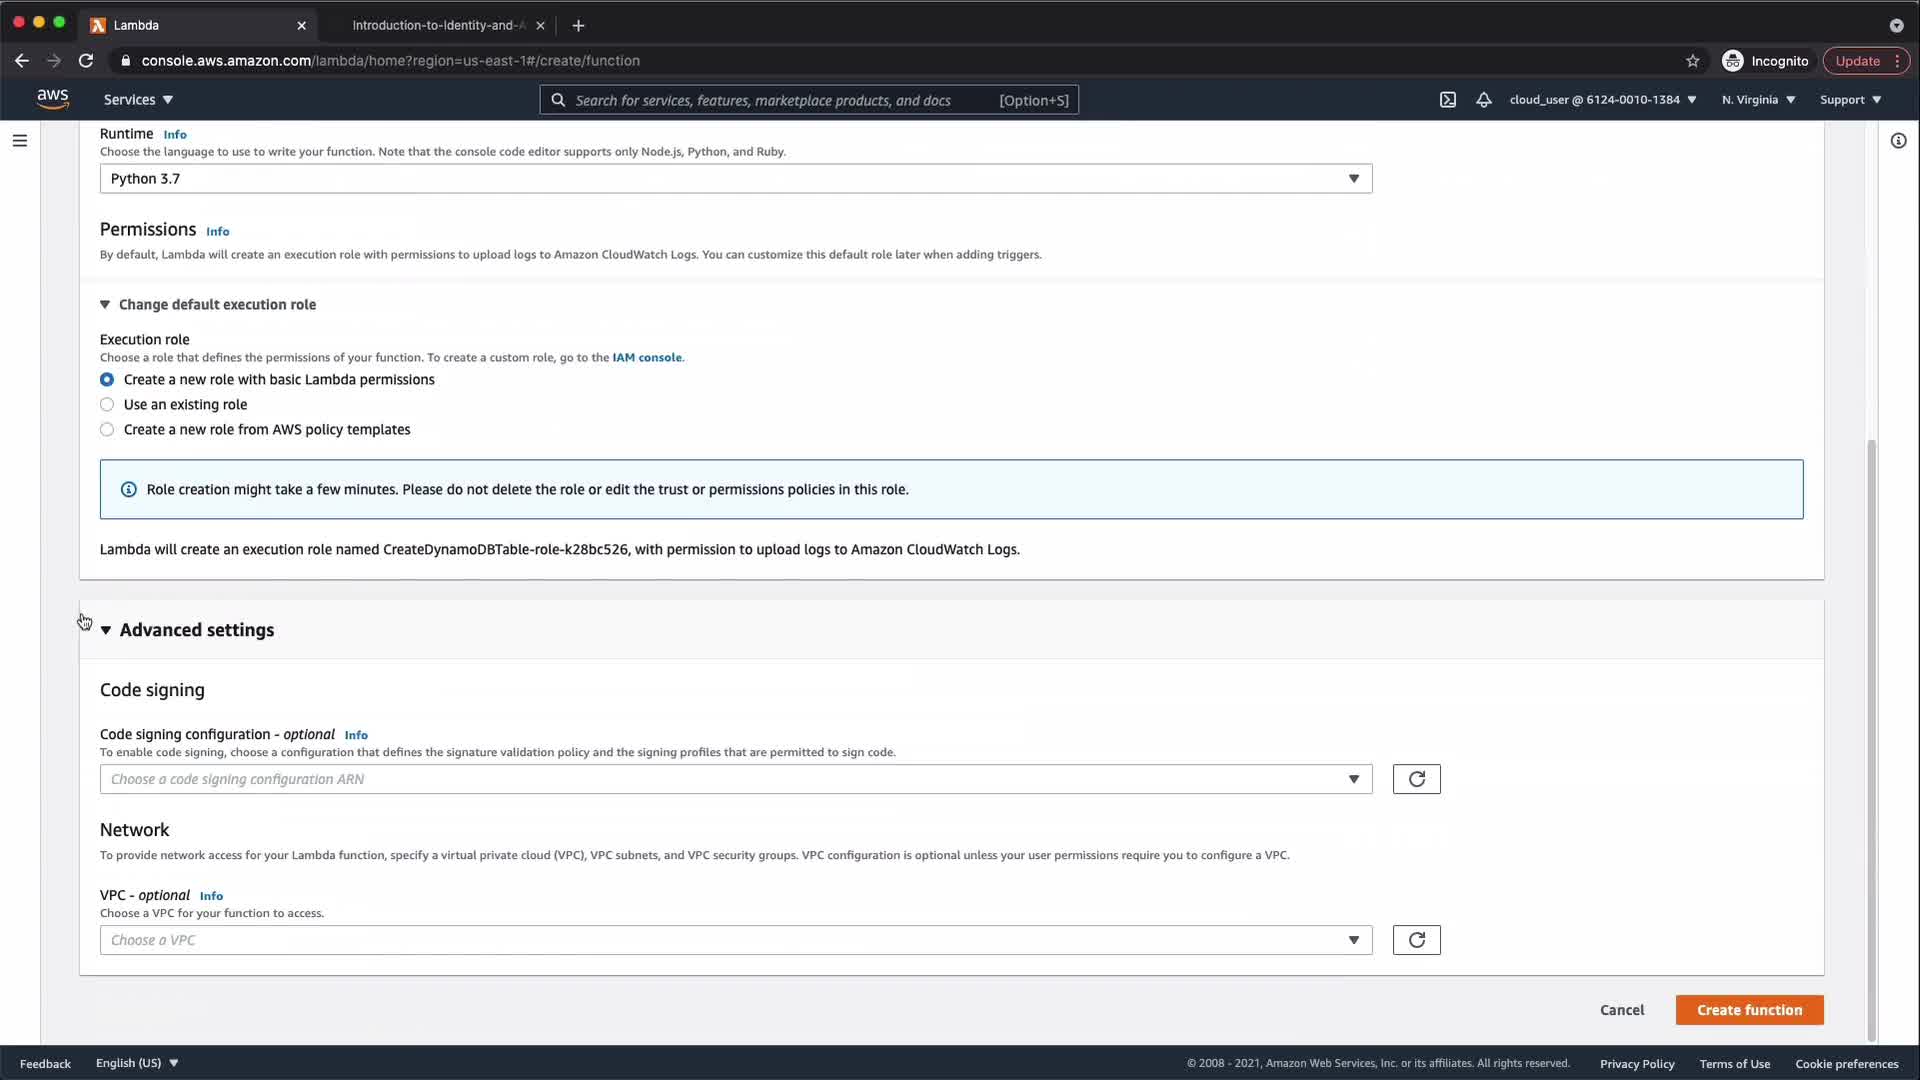 Lambda
Introduction-to-Identity-and-A
console.aws.amazon.com/lambda/home?region=us-east-1#/create/function
Incognito
Update
aws
Services
Search for services, features, marketplace products, and docs
[Option+S]
cloud_user @ 6124-0010-1384
N. Virginia
Support
Runtime Info
Choose the language to use to write your function. Note that the console code editor supports only Node.js, Python, and Ruby.
Python 3.7
Permissions Info
By default, Lambda will create an execution role with permissions to upload logs to Amazon CloudWatch Logs. You can customize this default role later when adding triggers.
Change default execution role
Execution role
Choose a role that defines the permissions of your function. To create a custom role, go to the IAM console.
Create a new role with basic Lambda permissions
Use an existing role
Create a new role from AWS policy templates
Role creation might take a few minutes. Please do not delete the role or edit the trust or permissions policies in this role.
Lambda will create an execution role named CreateDynamoDBTable-role-k28bc526, with permission to upload logs to Amazon CloudWatch Logs.
Advanced settings
Code signing
Code signing configuration - optional Info
To enable code signing, choose a configuration that defines the signature validation policy and the signing profiles that are permitted to sign code.
Choose a code signing configuration ARN
Network
To provide network access for your Lambda function, specify a virtual private cloud (VPC), VPC subnets, and VPC security groups. VPC configuration is optional unless your user permissions require you to configure a VPC.
VPC - optional Info
Choose a VPC for your function to access.
Choose a VPC
Cancel
Create function
Feedback
English (US)
© 2008 - 2021, Amazon Web Services, Inc. or its affiliates. All rights reserved.
Privacy Policy
Terms of Use
Cookie preferences